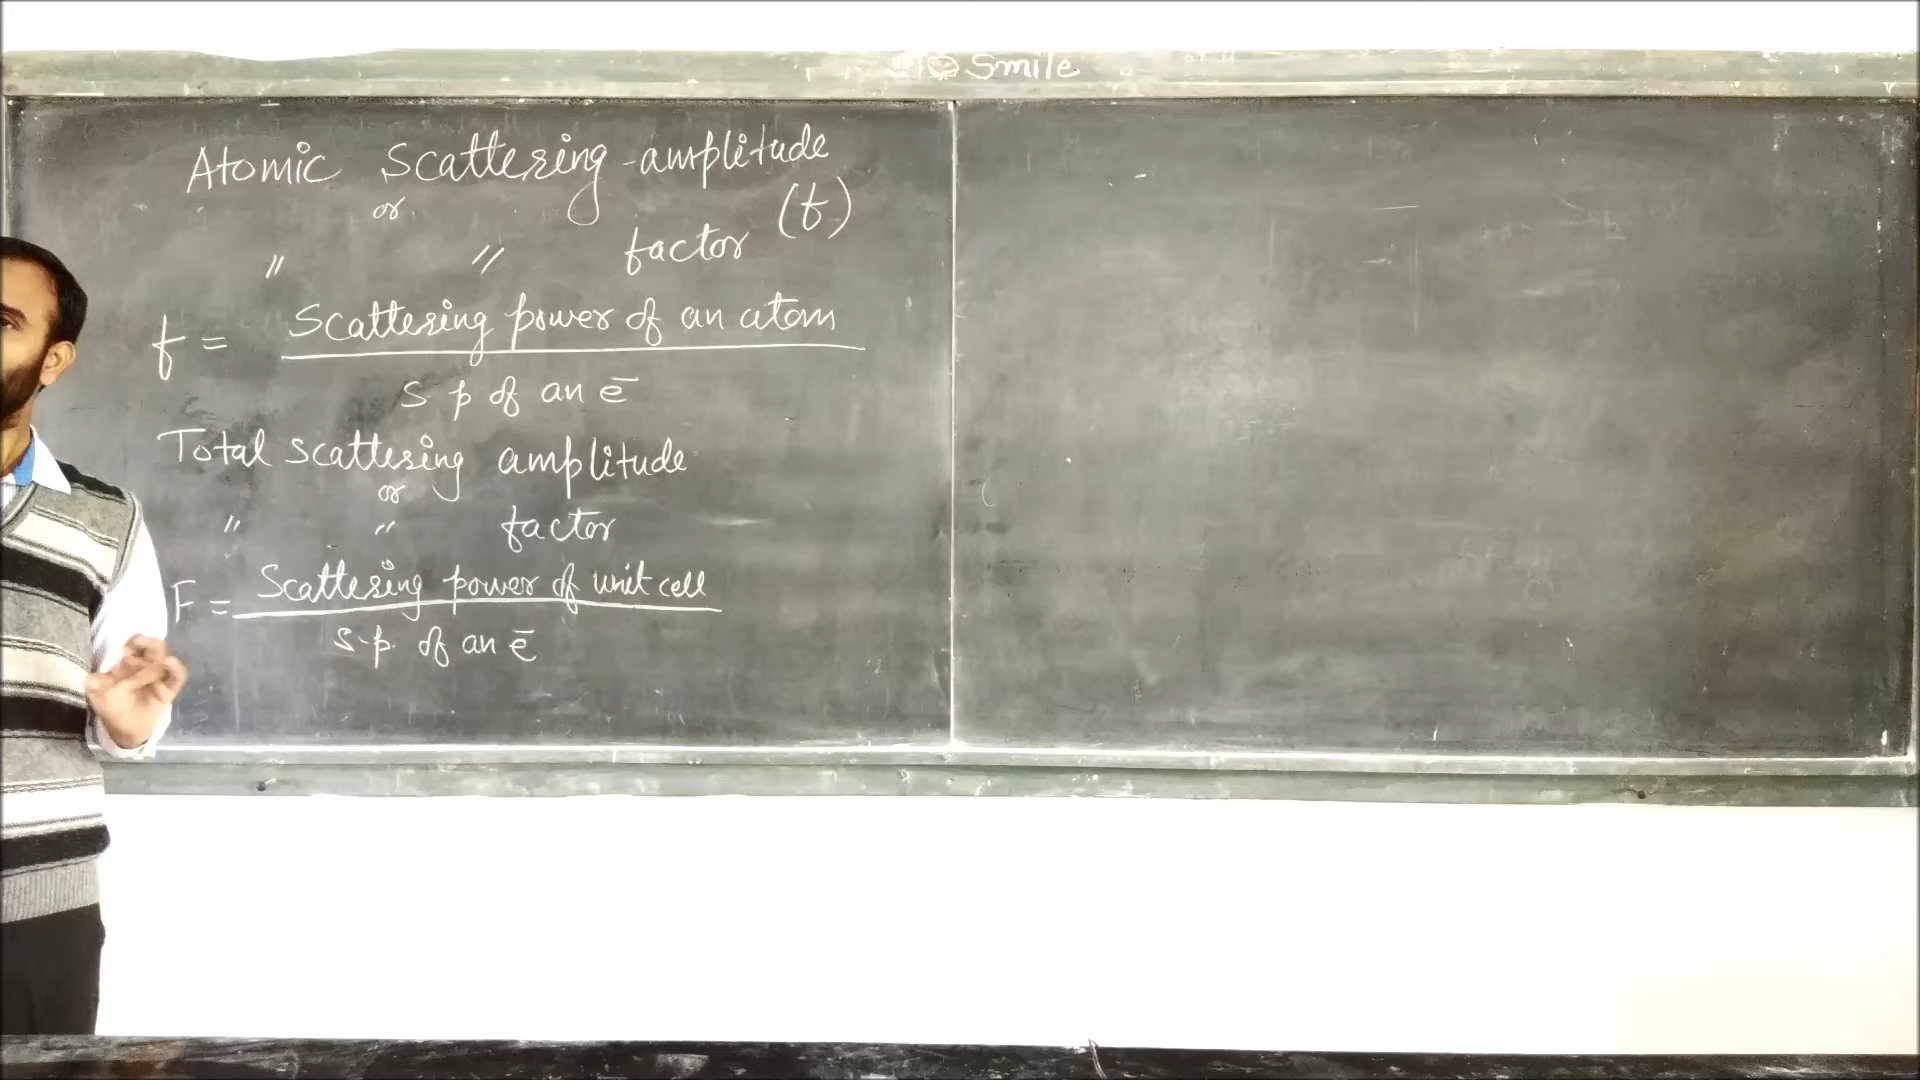 Smile
Atomic Scattering-amplitude
or
" " factor (f)
f = Scattering power of an atom
s p of an e̅
Total scattering amplitude
or
" " factor
F = Scattering power of unit cell
s.p. of an e̅